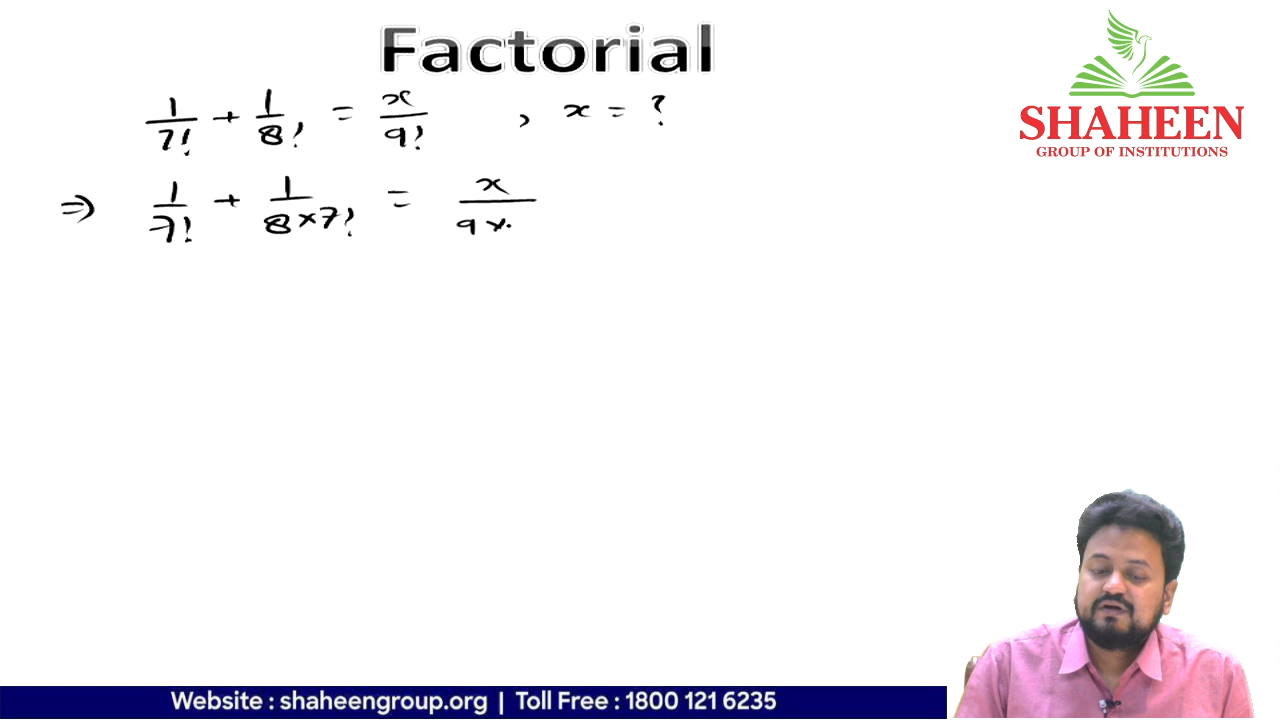 Factorial
1/7! + 1/8! = x/9! , x = ?
⇒ 1/7! + 1/8×7! = x/9×
SHAHEEN
GROUP OF INSTITUTIONS
Website : shaheengroup.org | Toll Free : 1800 121 6235